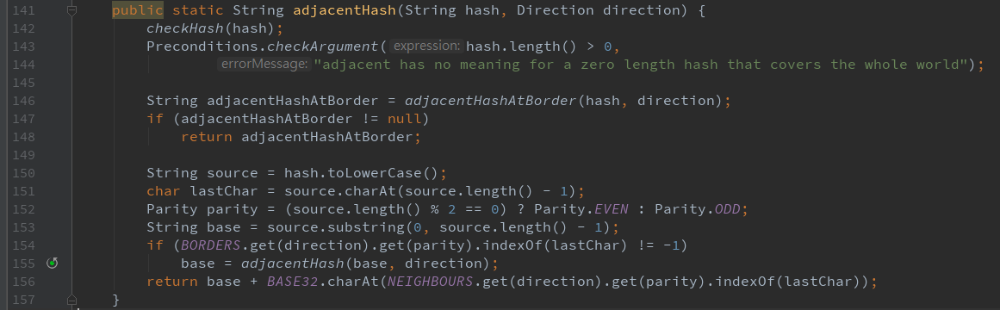 141 public static String adjacentHash(String hash, Direction direction) {
142 checkHash(hash);
143 Preconditions.checkArgument( expression: hash.length() > 0,
144 errorMessage: "adjacent has no meaning for a zero length hash that covers the whole world");
145
146 String adjacentHashAtBorder = adjacentHashAtBorder(hash, direction);
147 if (adjacentHashAtBorder != null)
148 return adjacentHashAtBorder;
149
150 String source = hash.toLowerCase();
151 char lastChar = source.charAt(source.length() - 1);
152 Parity parity = (source.length() % 2 == 0) ? Parity.EVEN : Parity.ODD;
153 String base = source.substring(0, source.length() - 1);
154 if (BORDERS.get(direction).get(parity).indexOf(lastChar) != -1)
155 base = adjacentHash(base, direction);
156 return base + BASE32.charAt(NEIGHBOURS.get(direction).get(parity).indexOf(lastChar));
157 }